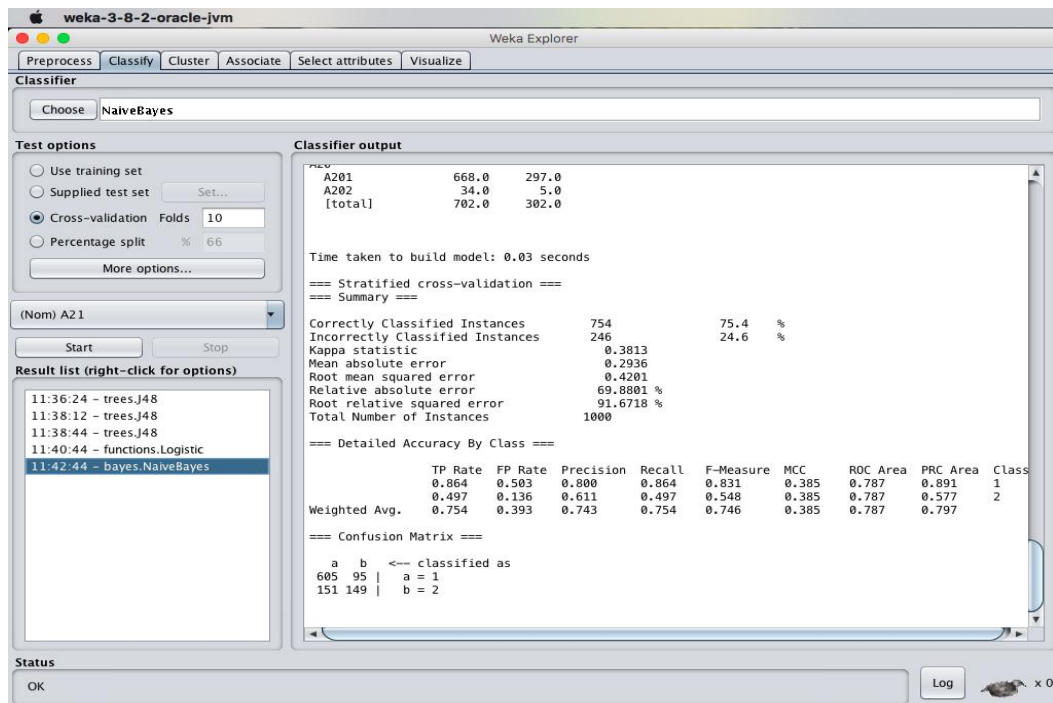 weka-3-8-2-oracle-jvm
Weka Explorer
Preprocess Classify Cluster Associate Select attributes Visualize
Classifier
Choose NaiveBayes
Test options
Use training set
Supplied test set Set...
Cross-validation Folds 10
Percentage split % 66
More options...
(Nom) A21
Start Stop
Result list (right-click for options)
11:36:24 - trees.J48
11:38:12 - trees.J48
11:38:44 - trees.J48
11:40:44 - functions.Logistic
11:42:44 - bayes.NaiveBayes
Classifier output
A20
A201 668.0 297.0
A202 34.0 5.0
[total] 702.0 302.0
Time taken to build model: 0.03 seconds
=== Stratified cross-validation ===
=== Summary ===
Correctly Classified Instances 754 75.4 %
Incorrectly Classified Instances 246 24.6 %
Kappa statistic 0.3813
Mean absolute error 0.2936
Root mean squared error 0.4201
Relative absolute error 69.8801 %
Root relative squared error 91.6718 %
Total Number of Instances 1000
=== Detailed Accuracy By Class ===
TP Rate FP Rate Precision Recall F-Measure MCC ROC Area PRC Area Class
0.864 0.503 0.800 0.864 0.831 0.385 0.787 0.891 1
0.497 0.136 0.611 0.497 0.548 0.385 0.787 0.577 2
Weighted Avg. 0.754 0.393 0.743 0.754 0.746 0.385 0.787 0.797
=== Confusion Matrix ===
a b <-- classified as
605 95 | a = 1
151 149 | b = 2
Status
OK
Log
x 0